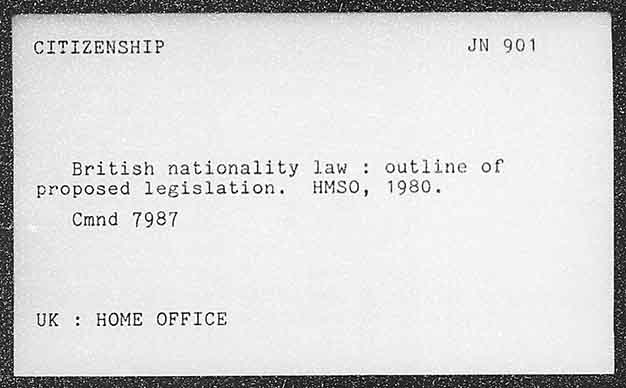 CITIZENSHIP JN 901
British nationality law : outline of
proposed legislation. HMSO, 1980.
Cmnd 7987
UK : HOME OFFICE